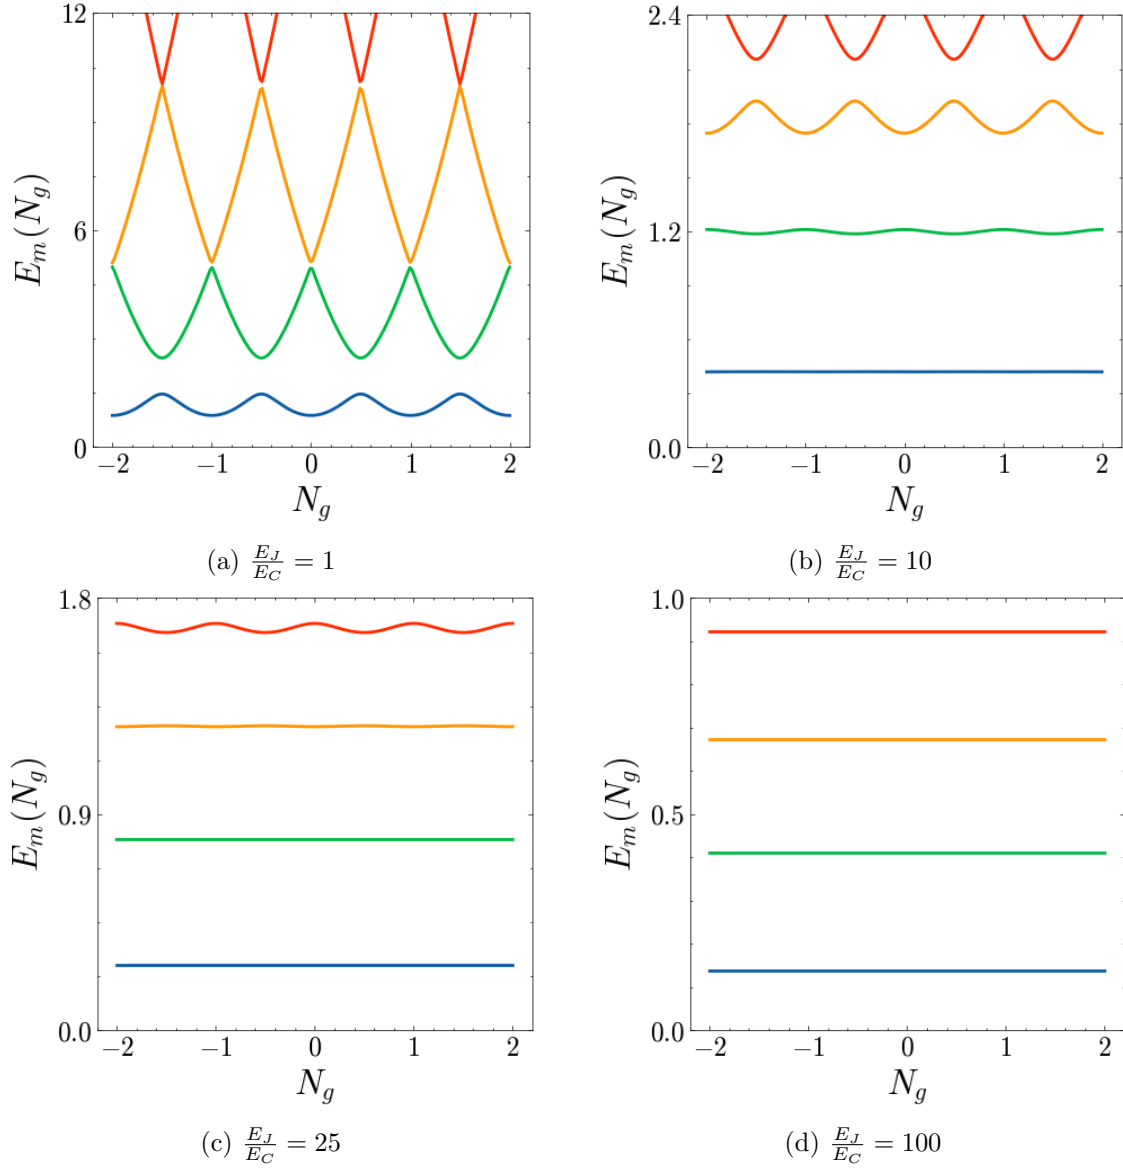 12
6
0
E_m(N_g)
−2 −1 0 1 2
N_g
(a) E_J/E_C = 1
2.4
1.2
0.0
E_m(N_g)
−2 −1 0 1 2
N_g
(b) E_J/E_C = 10
1.8
0.9
0.0
E_m(N_g)
−2 −1 0 1 2
N_g
(c) E_J/E_C = 25
1.0
0.5
0.0
E_m(N_g)
−2 −1 0 1 2
N_g
(d) E_J/E_C = 100